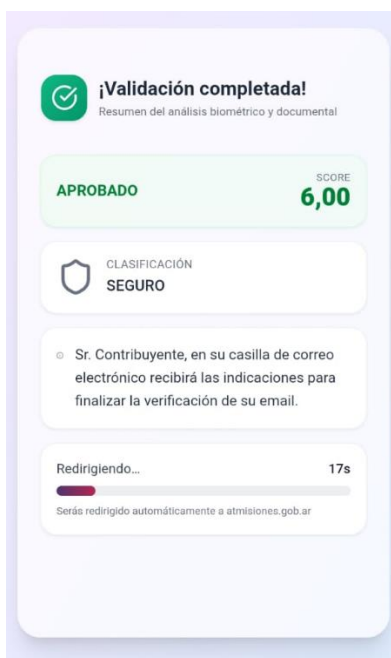 ¡Validación completada!
Resumen del análisis biométrico y documental
APROBADO
SCORE
6,00
CLASIFICACIÓN
SEGURO
Sr. Contribuyente, en su casilla de correo
electrónico recibirá las indicaciones para
finalizar la verificación de su email.
Redirigiendo... 17s
Serás redirigido automáticamente a atmisiones.gob.ar